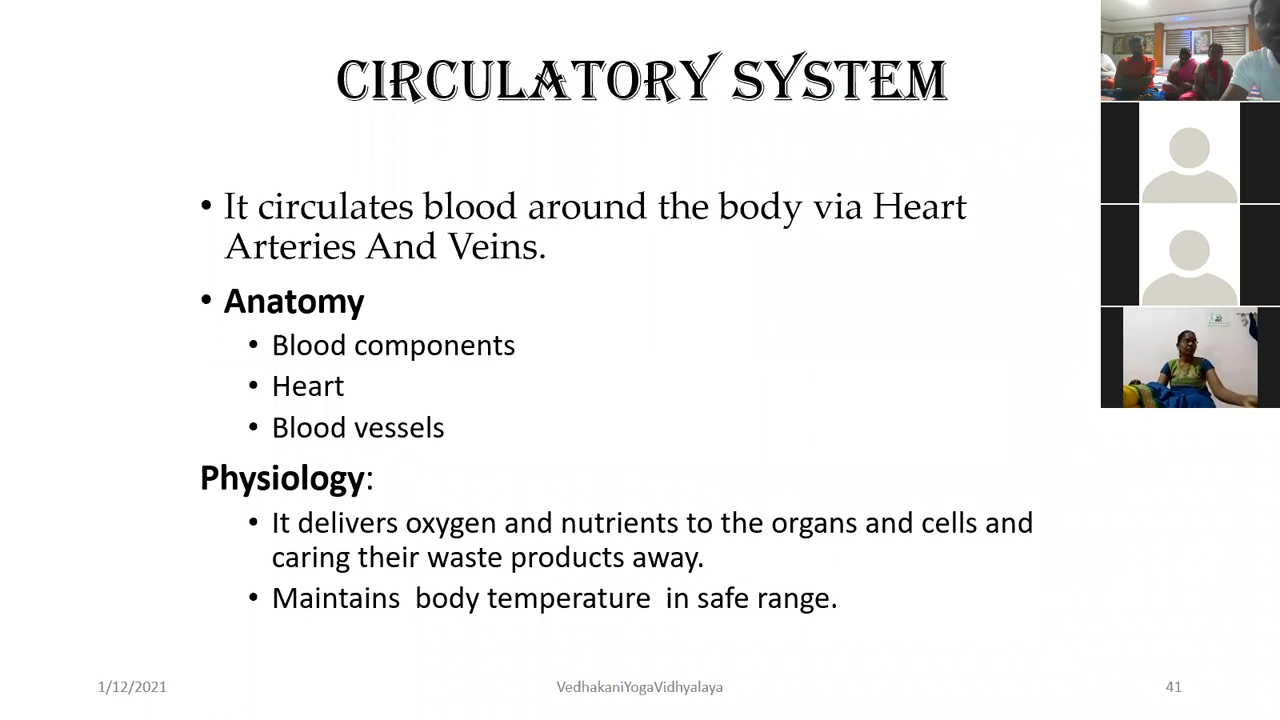 CIRCULATORY SYSTEM
• It circulates blood around the body via Heart
Arteries And Veins.
• Anatomy
• Blood components
• Heart
• Blood vessels
Physiology:
• It delivers oxygen and nutrients to the organs and cells and
caring their waste products away.
• Maintains body temperature in safe range.
1/12/2021
VedhakaniYogaVidhyalaya
41